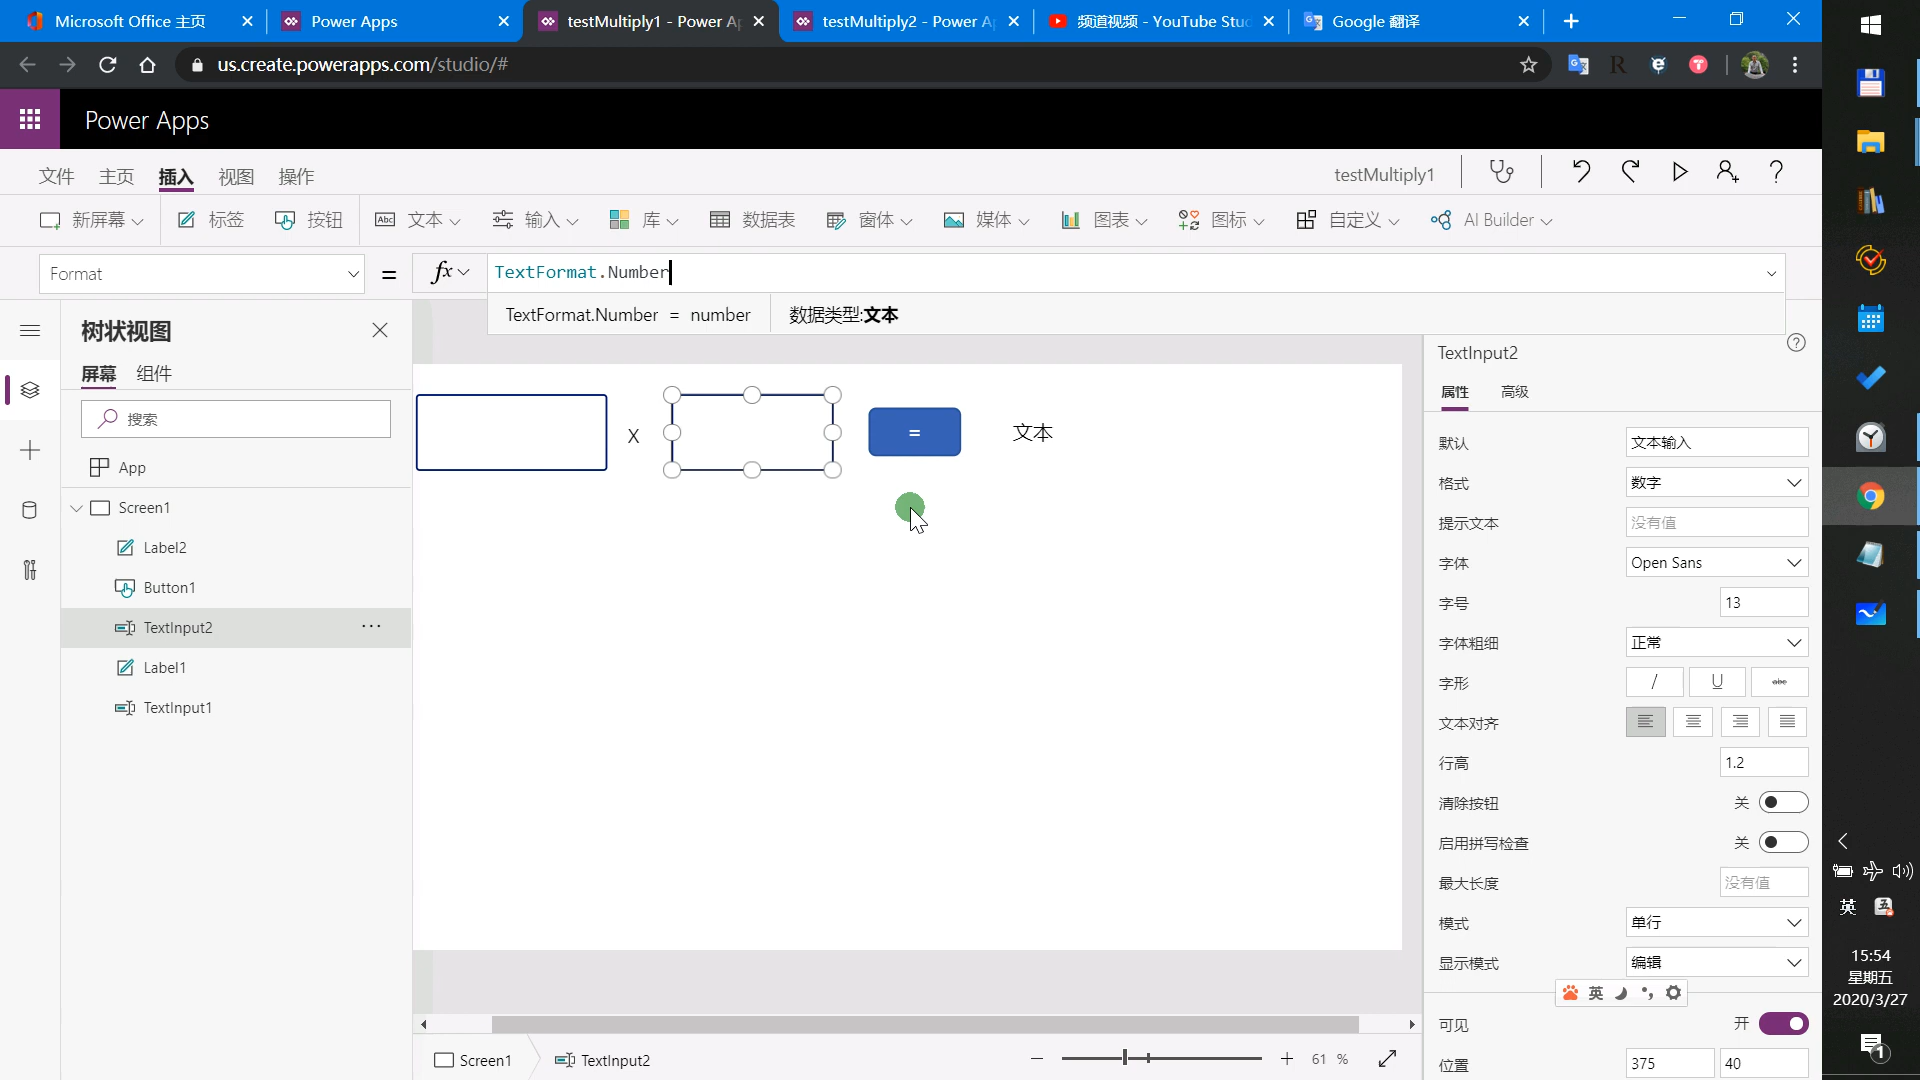 Microsoft Office 主页
Power Apps
testMultiply1 - Power A
testMultiply2 - Power A
频道视频 - YouTube Stu
Google 翻译
us.create.powerapps.com/studio/#
Power Apps
文件
主页
插入
视图
操作
testMultiply1
新屏幕
标签
按钮
Abc 文本
输入
库
数据表
窗体
媒体
图表
图标
自定义
AI Builder
Format
=
fx
TextFormat.Number
TextFormat.Number = number
数据类型:文本
树状视图
屏幕
组件
搜索
App
Screen1
Label2
Button1
TextInput2
Label1
TextInput1
X
=
文本
TextInput2
属性
高级
默认 文本输入
格式 数字
提示文本 没有值
字体 Open Sans
字号 13
字体粗细 正常
字形 / U abc
文本对齐
行高 1.2
清除按钮 关
启用拼写检查 关
最大长度 没有值
模式 单行
显示模式 编辑
英
可见 开
位置 375 40
Screen1
TextInput2
61 %
英 五
15:54
星期五
2020/3/27
1